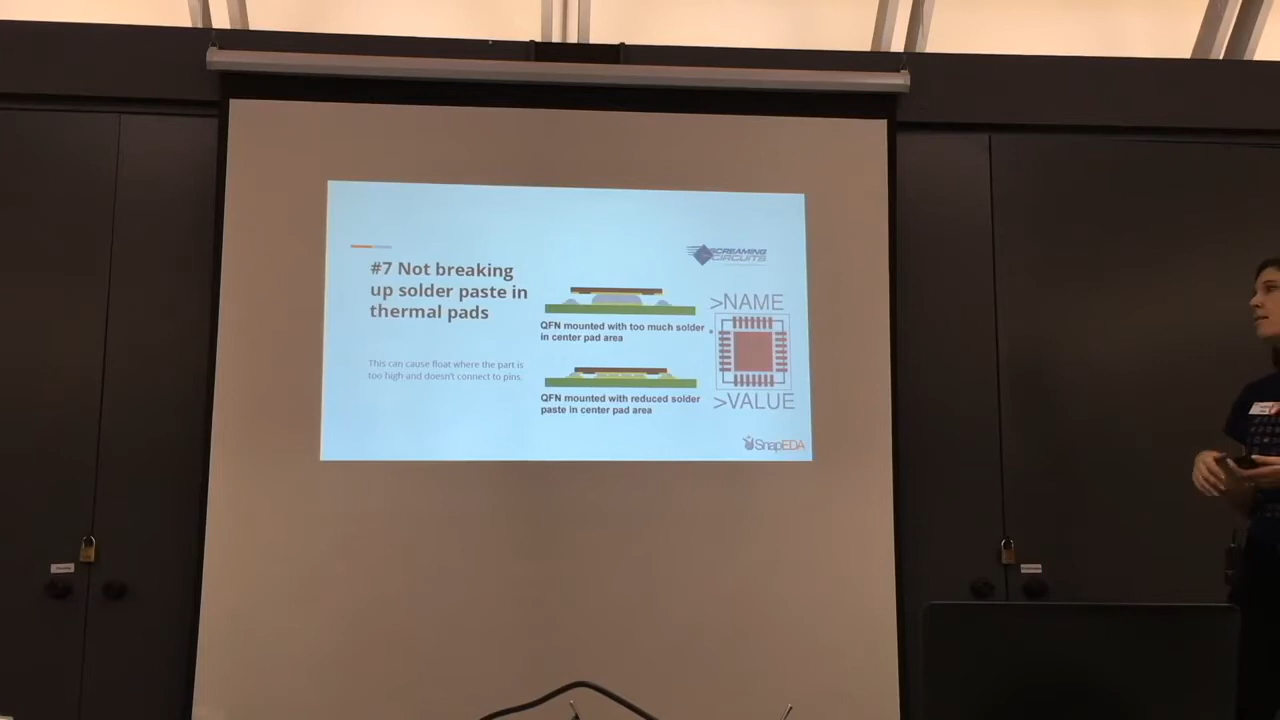 #7 Not breaking
up solder paste in
thermal pads
This can cause float where the part is
too high and doesn't connect to pins.
SCREAMING
CIRCUITS
QFN mounted with too much solder
in center pad area
QFN mounted with reduced solder
paste in center pad area
>NAME
>VALUE
SnapEDA